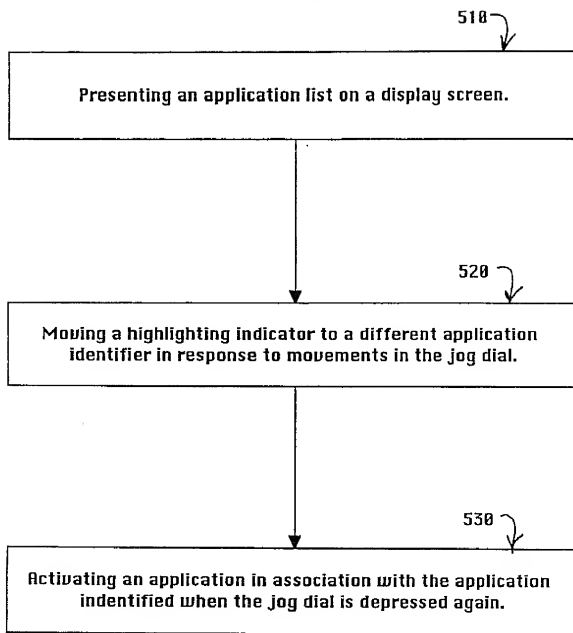 510
Presenting an application list on a display screen.
520
Moving a highlighting indicator to a different application
identifier in response to movements in the jog dial.
530
Activating an application in association with the application
indentified when the jog dial is depressed again.